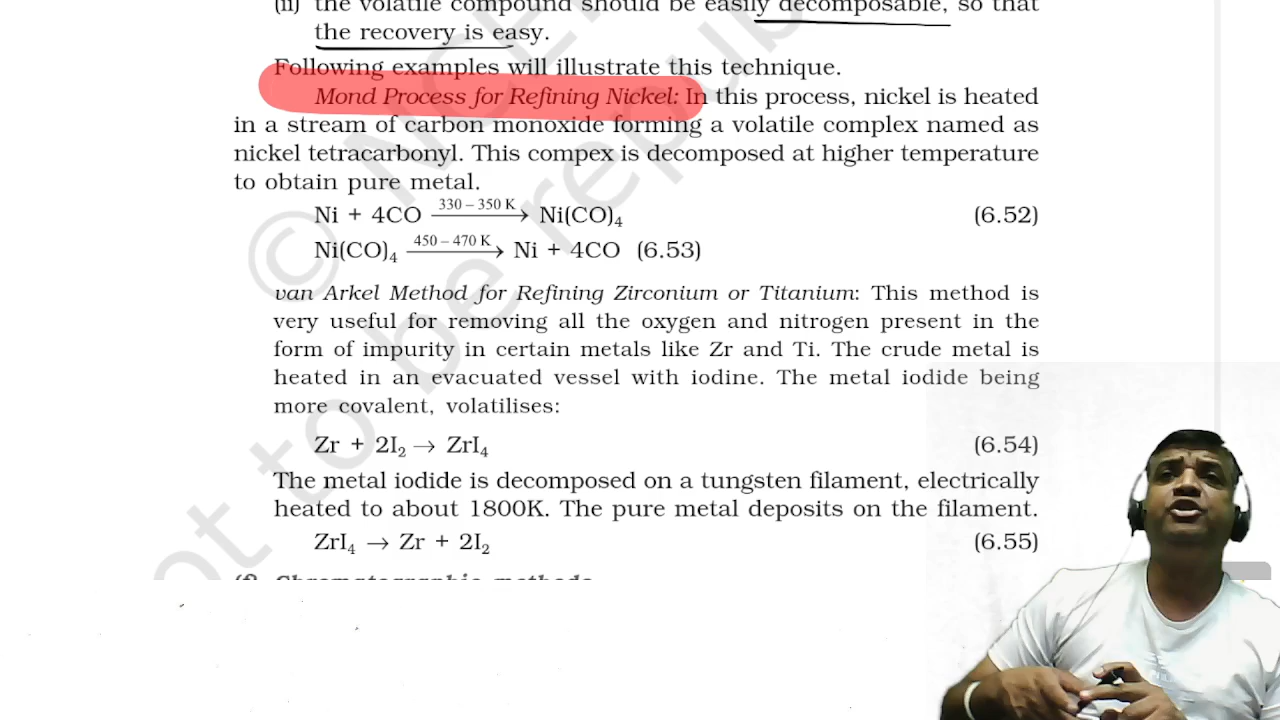 (ii) the volatile compound should be easily decomposable, so that
the recovery is easy.
Following examples will illustrate this technique.
Mond Process for Refining Nickel: In this process, nickel is heated
in a stream of carbon monoxide forming a volatile complex named as
nickel tetracarbonyl. This compex is decomposed at higher temperature
to obtain pure metal.
Ni + 4CO 330 – 350 K → Ni(CO)₄ (6.52)
Ni(CO)₄ 450 – 470 K → Ni + 4CO (6.53)
van Arkel Method for Refining Zirconium or Titanium: This method is
very useful for removing all the oxygen and nitrogen present in the
form of impurity in certain metals like Zr and Ti. The crude metal is
heated in an evacuated vessel with iodine. The metal iodide being
more covalent, volatilises:
Zr + 2I₂ → ZrI₄ (6.54)
The metal iodide is decomposed on a tungsten filament, electrically
heated to about 1800K. The pure metal deposits on the filament.
ZrI₄ → Zr + 2I₂ (6.55)
(f) Chromatographic methods